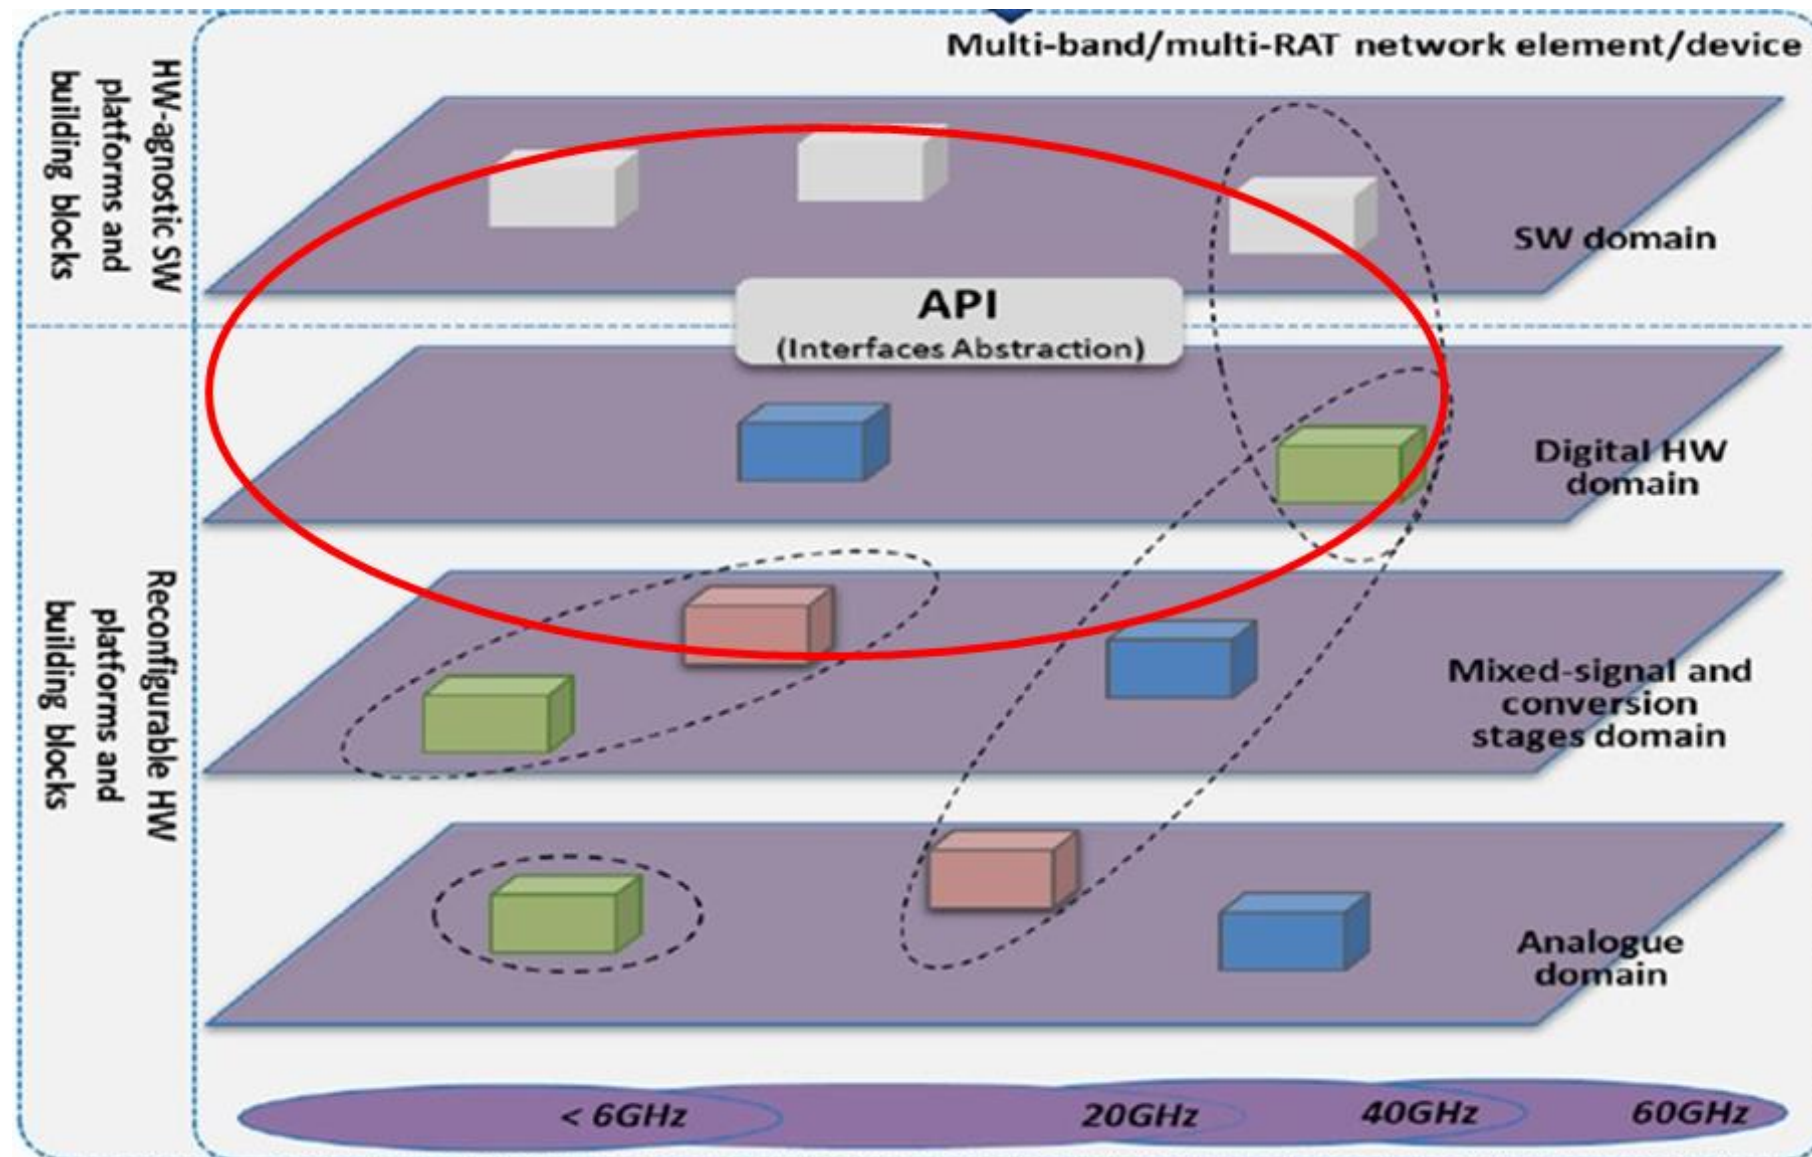 Multi-band/multi-RAT network element/device
HW-agnostic SW
platforms and
building blocks
SW domain
API
(Interfaces Abstraction)
Digital HW
domain
Reconfigurable HW
platforms and
building blocks
Mixed-signal and
conversion
stages domain
Analogue
domain
< 6GHz
20GHz
40GHz
60GHz